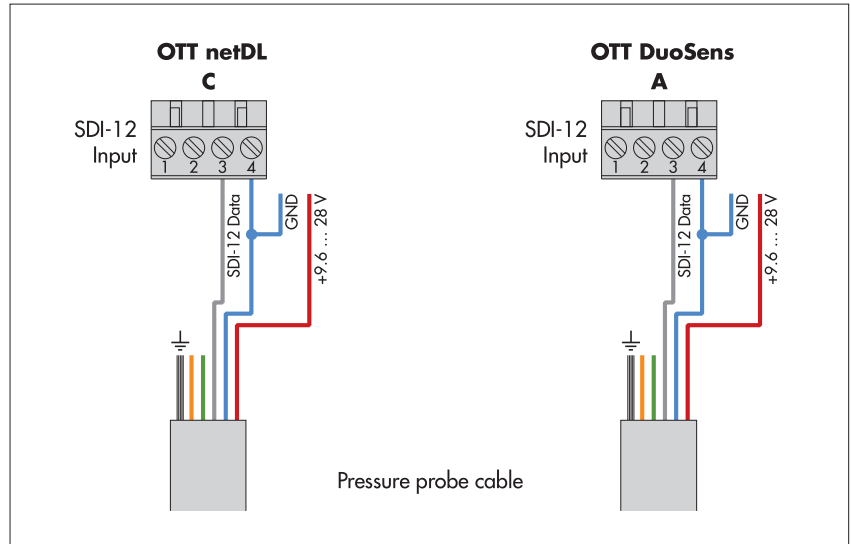 OTT netDL
C
SDI-12
Input
1 2 3 4
SDI-12 Data
GND
+9.6 ... 28 V
OTT DuoSens
A
SDI-12
Input
1 2 3 4
SDI-12 Data
GND
+9.6 ... 28 V
Pressure probe cable